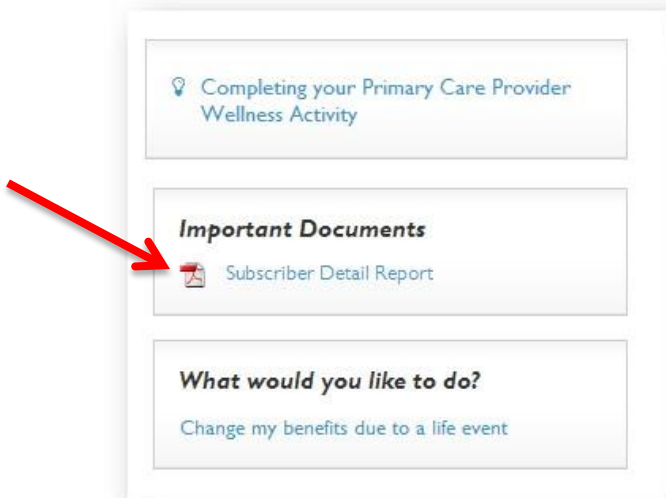 Completing your Primary Care Provider
Wellness Activity
Important Documents
Subscriber Detail Report
What would you like to do?
Change my benefits due to a life event